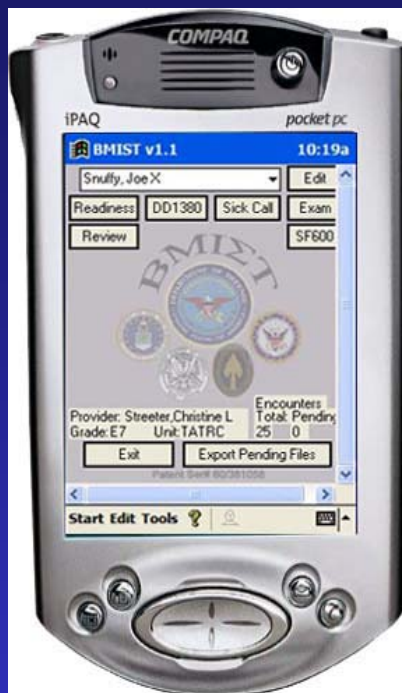 COMPAQ
iPAQ pocket pc
BMIST v1.1 10:19a
Snuffy, Joe X Edit
Readiness DD1380 Sick Call Exam
Review SF600
BMIΣT
Encounters
Provider: Streeter,Christine L Total: Pending
Grade: E7 Unit: TATRC 25 0
Exit Export Pending Files
Start Edit Tools ?